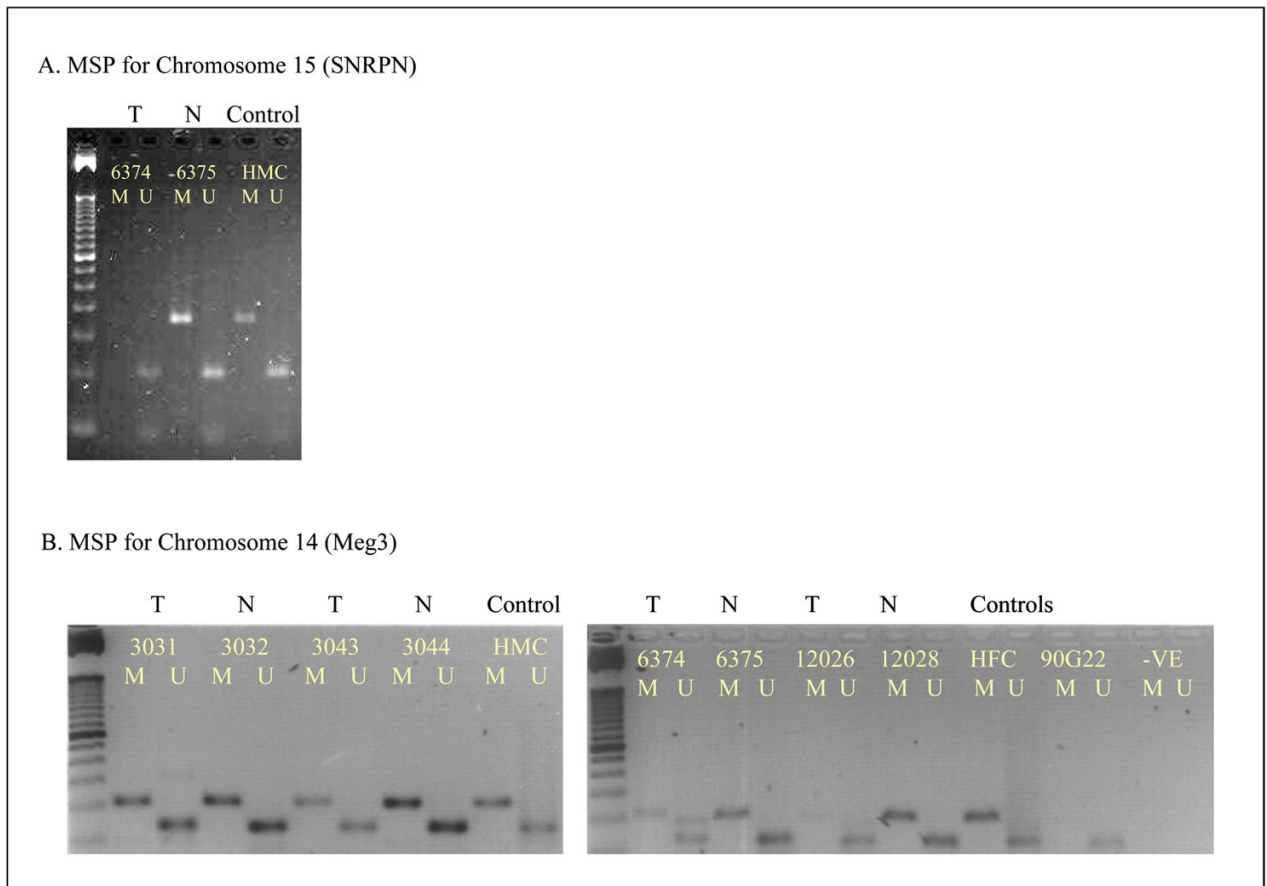 A. MSP for Chromosome 15 (SNRPN)
T N Control
6374 -6375 HMC
M U M U M U
B. MSP for Chromosome 14 (Meg3)
T N T N Control
3031 3032 3043 3044 HMC
M U M U M U M U M U
T N T N Controls
6374 6375 12026 12028 HFC 90G22 -VE
M U M U M U M U M U M U M U